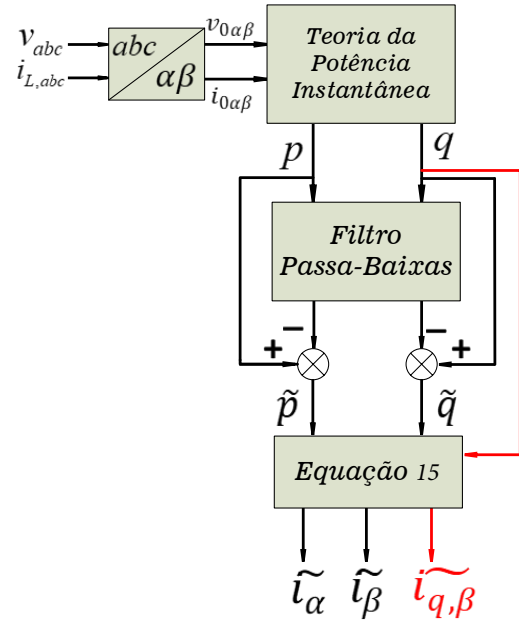 v_abc
i_L,abc
abc
αβ
v_0αβ
i_0αβ
Teoria da
Potência
Instantânea
p
q
Filtro
Passa-Baixas
−
−
+
+
p̃
q̃
Equação 15
ĩ_α
ĩ_β
ĩ_q,β